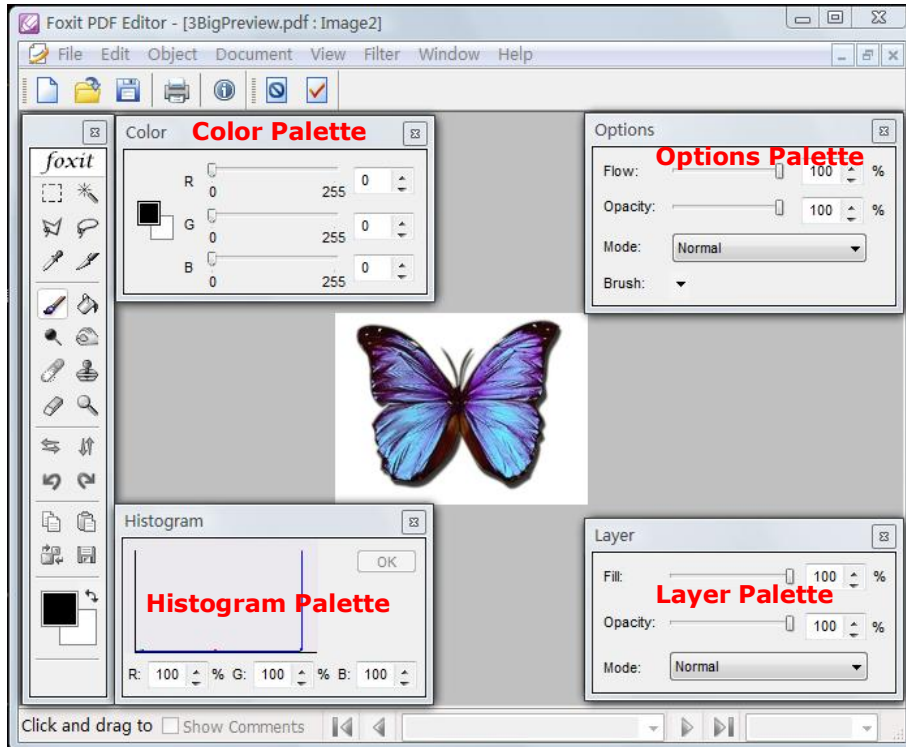 Foxit PDF Editor - [3BigPreview.pdf : Image2]
File Edit Object Document View Filter Window Help
foxit
Color
Color Palette
R 0 255 0
G 0 255 0
B 0 255 0
Options
Options Palette
Flow: 100 %
Opacity: 100 %
Mode: Normal
Brush:
Histogram
OK
Histogram Palette
R: 100 % G: 100 % B: 100
Layer
Fill: 100 %
Layer Palette
Opacity: 100 %
Mode: Normal
Click and drag to Show Comments